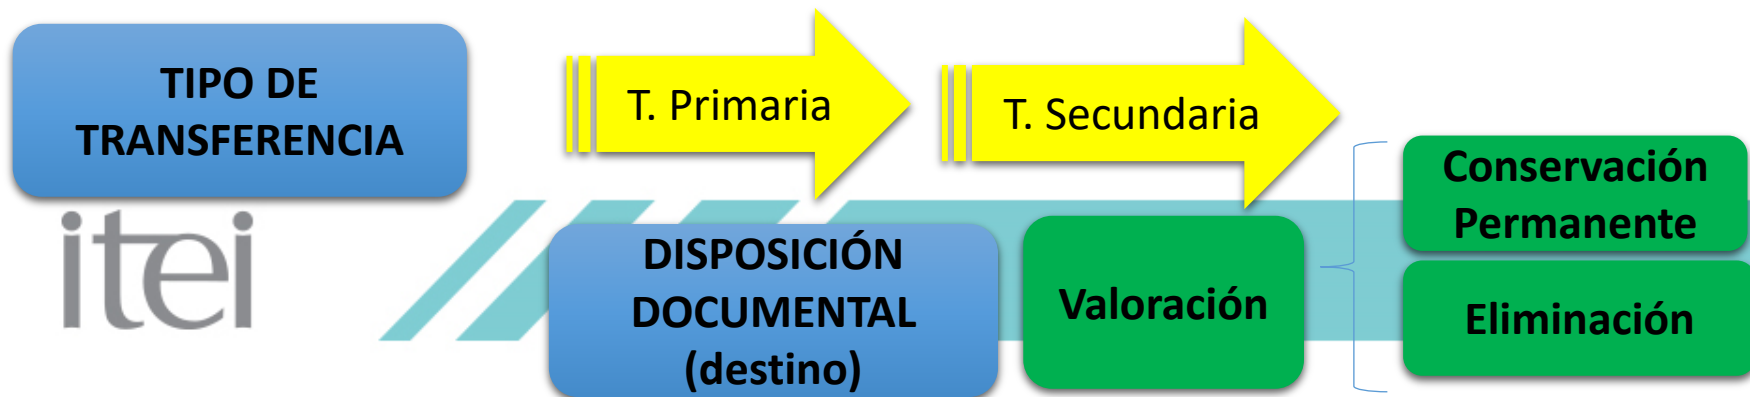 TIPO DE
TRANSFERENCIA
T. Primaria
T. Secundaria
itei
DISPOSICIÓN
DOCUMENTAL
(destino)
Valoración
Conservación
Permanente
Eliminación